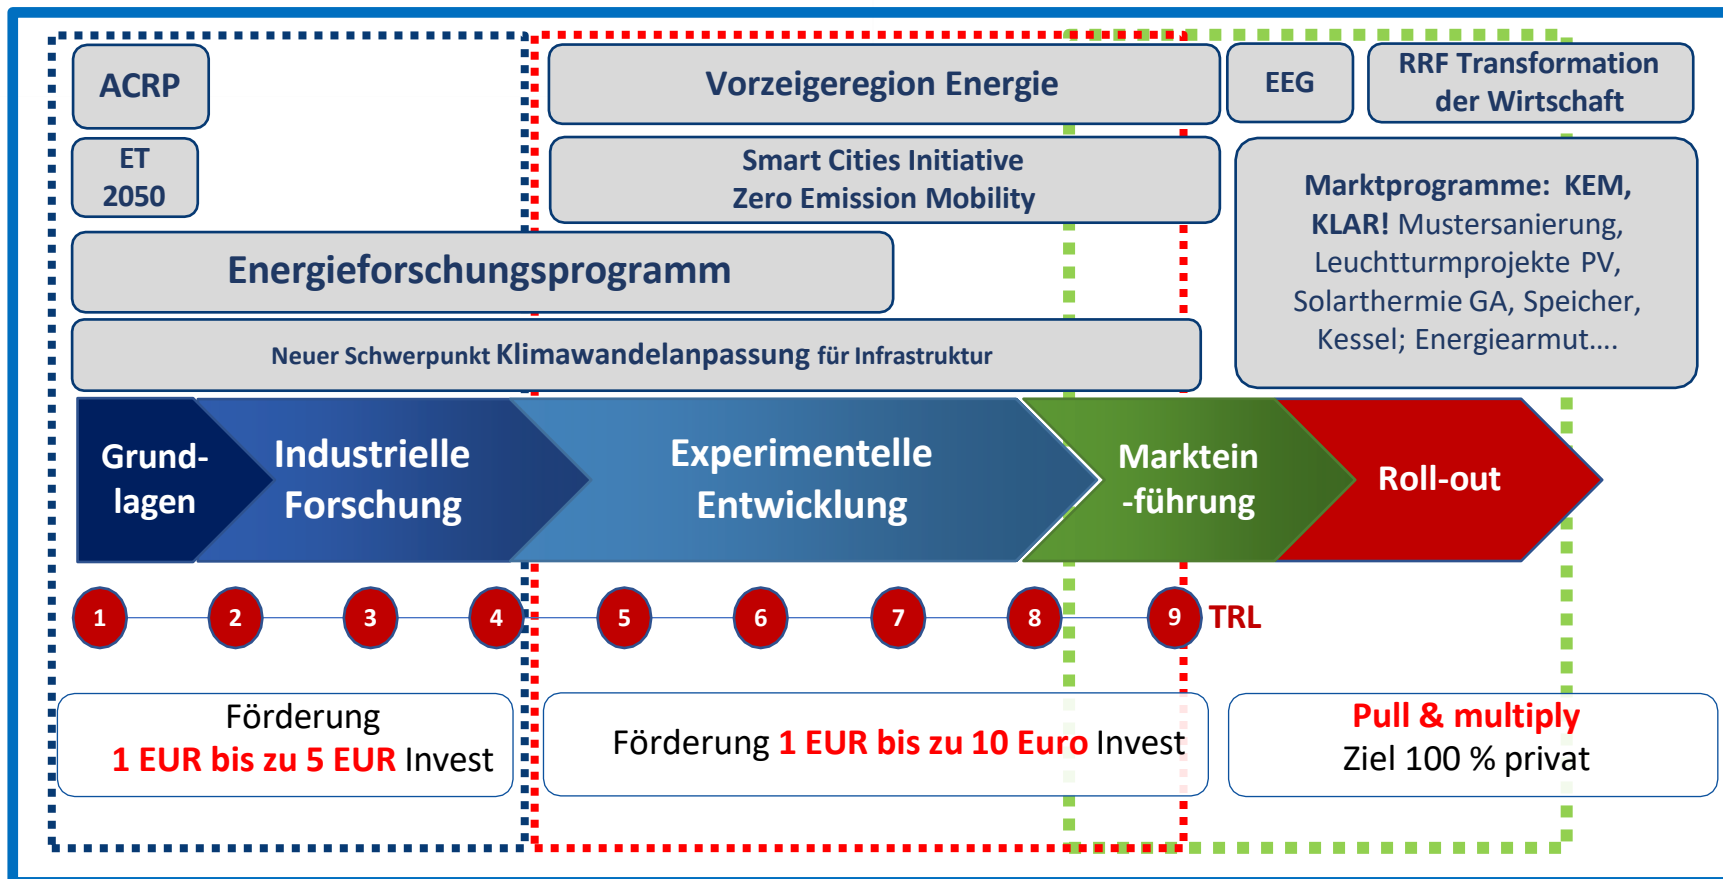 ACRP
Vorzeigeregion Energie
EEG
RRF Transformation
der Wirtschaft
ET
2050
Smart Cities Initiative
Zero Emission Mobility
Marktprogramme: KEM,
KLAR! Mustersanierung,
Leuchtturmprojekte PV,
Solarthermie GA, Speicher,
Kessel; Energiearmut....
Energieforschungsprogramm
Neuer Schwerpunkt Klimawandelanpassung für Infrastruktur
Grund-
lagen
Industrielle
Forschung
Experimentelle
Entwicklung
Marktein
-führung
Roll-out
1 2 3 4 5 6 7 8 9 TRL
Förderung
1 EUR bis zu 5 EUR Invest
Förderung 1 EUR bis zu 10 Euro Invest
Pull & multiply
Ziel 100 % privat